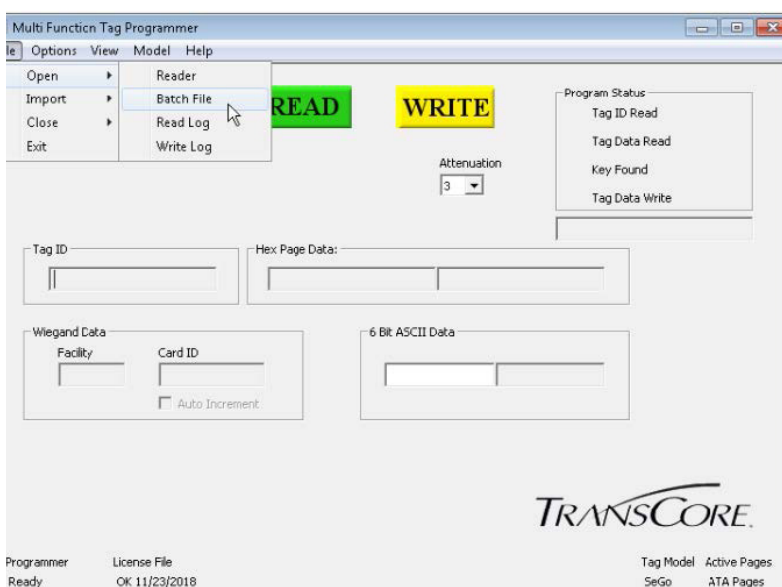 Multi Function Tag Programmer
le Options View Model Help
Open Reader
Import Batch File
Close Read Log
Exit Write Log
READ
WRITE
Attenuation
3
Program Status
Tag ID Read
Tag Data Read
Key Found
Tag Data Write
Tag ID
Hex Page Data:
Wiegand Data
Facility Card ID
Auto Increment
6 Bit ASCII Data
TRANSCORE.
Programmer License File Tag Model Active Pages
Ready OK 11/23/2018 SeGo ATA Pages